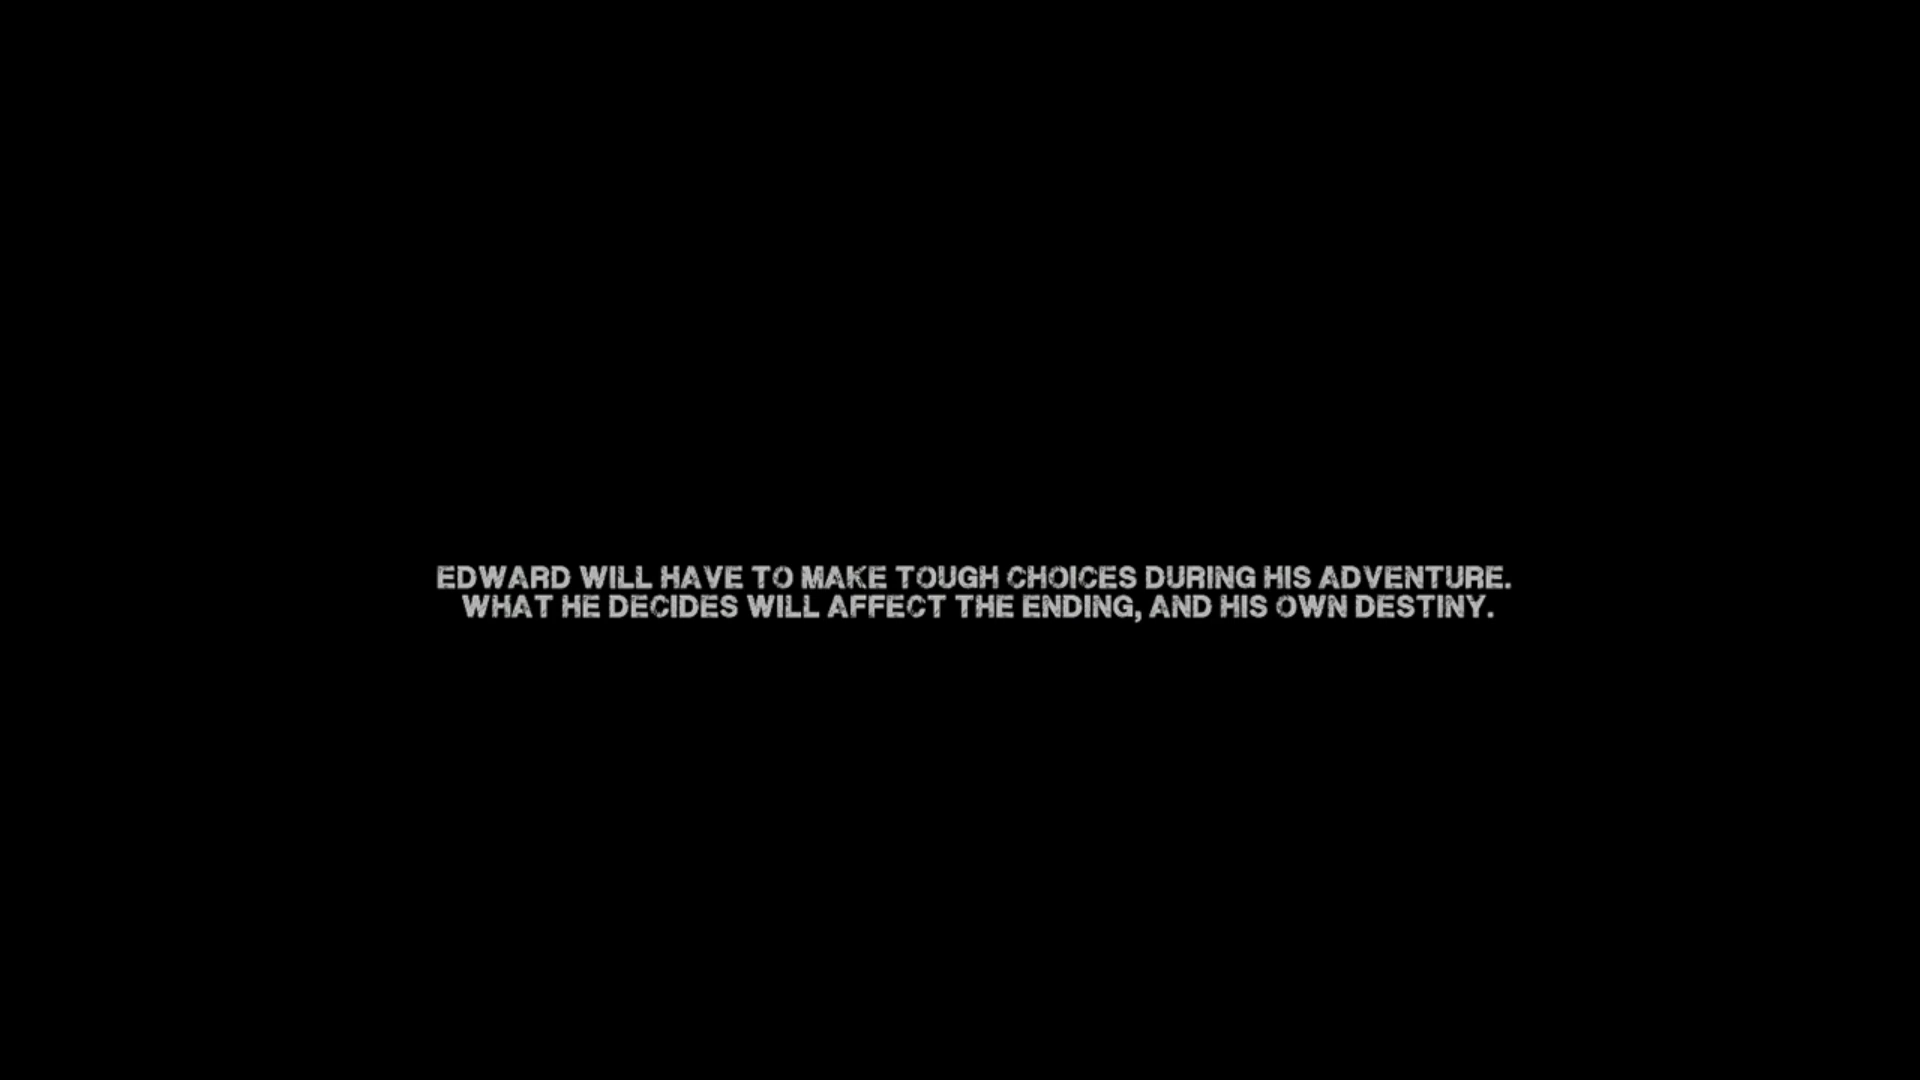 EDWARD WILL HAVE TO MAKE TOUGH CHOICES DURING HIS ADVENTURE.
WHAT HE DECIDES WILL AFFECT THE ENDING, AND HIS OWN DESTINY.